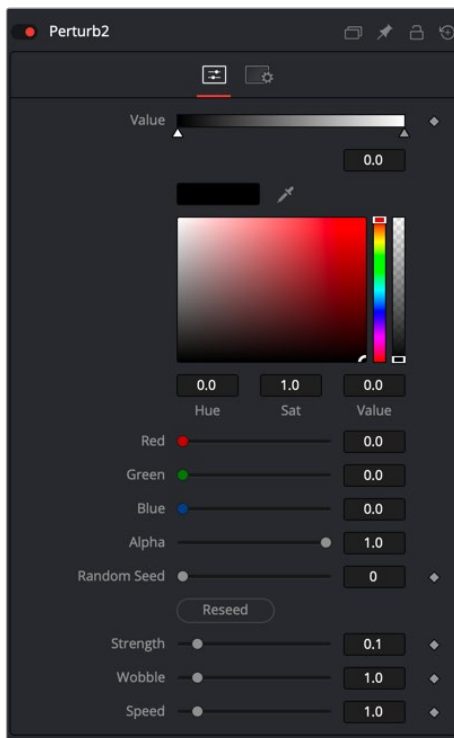 Perturb2
Value
0.0
0.0 1.0 0.0
Hue Sat Value
Red 0.0
Green 0.0
Blue 0.0
Alpha 1.0
Random Seed 0
Reseed
Strength 0.1
Wobble 1.0
Speed 1.0